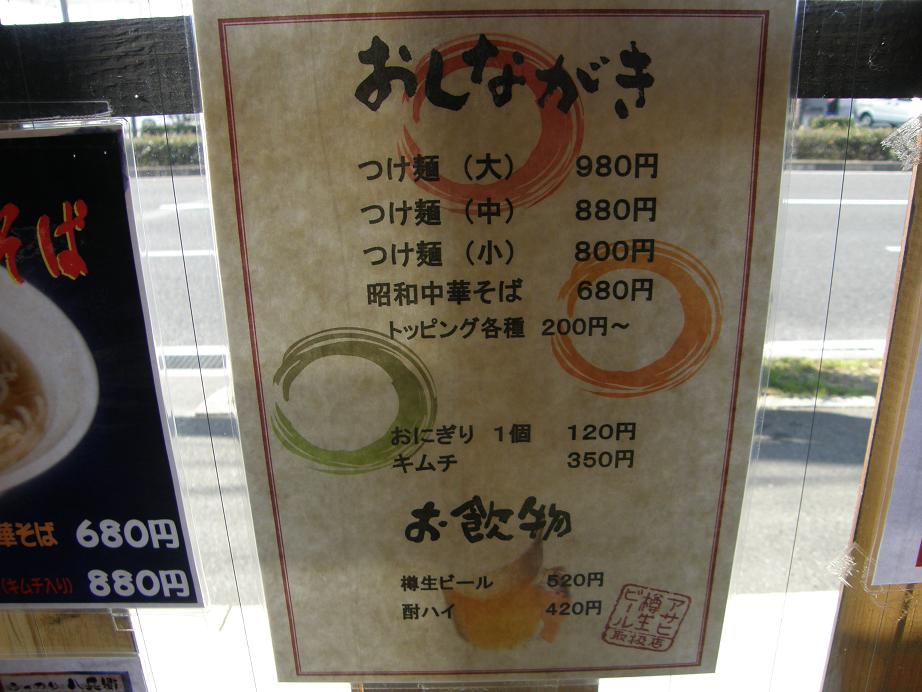 おしながき
つけ麺（大） 980円
つけ麺（中） 880円
つけ麺（小） 800円
昭和中華そば 680円
トッピング各種 200円～
おにぎり 1個 120円
キムチ 350円
お飲物
樽生ビール 520円
酎ハイ 420円
アサヒ
樽生
ビール
取扱店
そば
華そば 680円
（キムチ入り） 880円